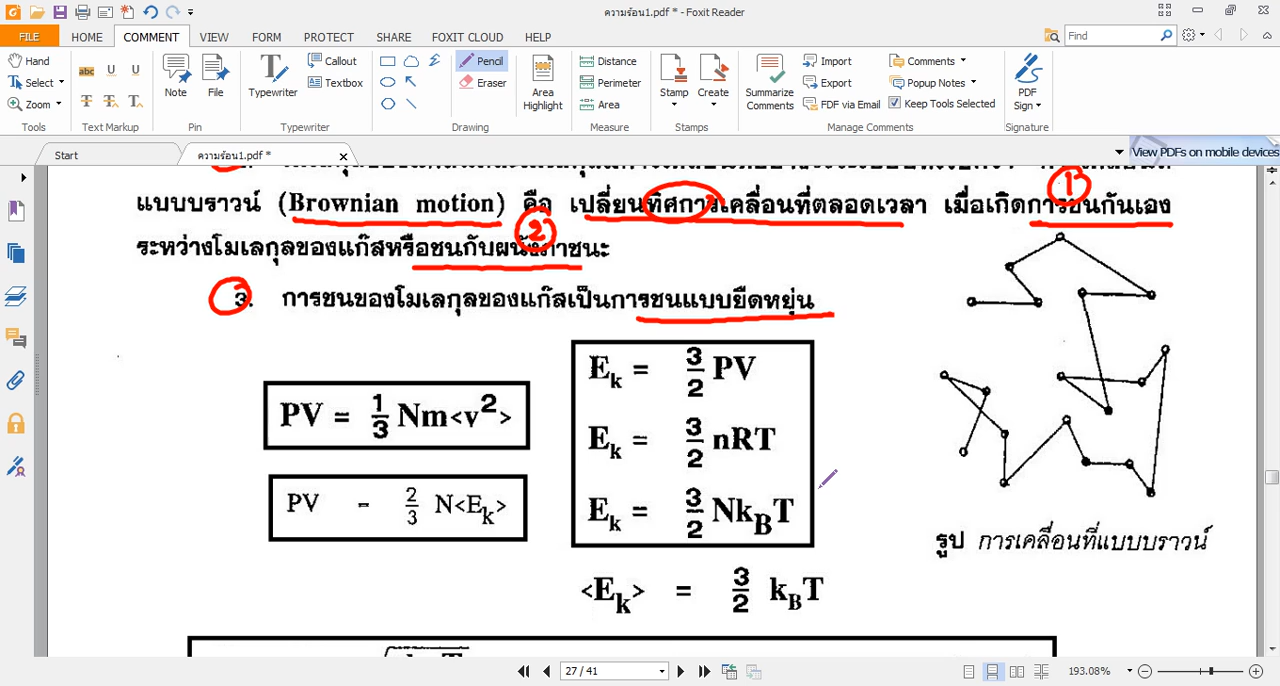 ความร้อน1.pdf * - Foxit Reader
FILE HOME COMMENT VIEW FORM PROTECT SHARE FOXIT CLOUD HELP
Find
Hand
Select
Zoom
Tools
abc U U
T T T
Text Markup
Note
File
Pin
Typewriter
Callout
Textbox
Typewriter
Pencil
Eraser
Drawing
Area Highlight
Distance
Perimeter
Area
Measure
Stamp
Create
Stamps
Summarize Comments
Import
Export
FDF via Email
Comments
Popup Notes
Keep Tools Selected
Manage Comments
PDF Sign
Signature
Start
ความร้อน1.pdf *
View PDFs on mobile devices
แบบบราวน์ (Brownian motion) คือ เปลี่ยนทิศการเคลื่อนที่ตลอดเวลา เมื่อเกิดการชนกันเอง
1
ระหว่างโมเลกุลของแก๊สหรือชนกับผนังภาชนะ
2
3. การชนของโมเลกุลของแก๊สเป็นการชนแบบยืดหยุ่น
PV = 1/3 Nm<v²>
PV = 2/3 N<Ek>
Ek = 3/2 PV
Ek = 3/2 nRT
Ek = 3/2 NkBT
<Ek> = 3/2 kBT
รูป การเคลื่อนที่แบบบราวน์
27 / 41
193.08%